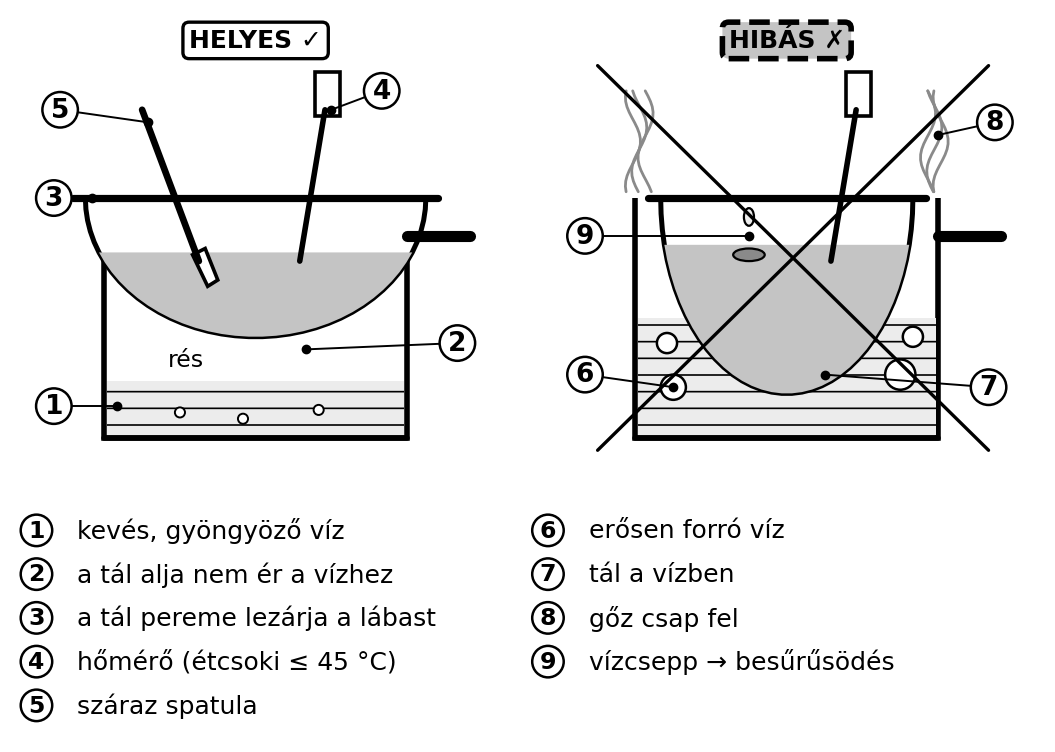 HELYES ✓
HIBÁS ✗
5
4
8
3
9
2
rés
6
7
1
1 kevés, gyöngyöző víz
2 a tál alja nem ér a vízhez
3 a tál pereme lezárja a lábast
4 hőmérő (étcsoki ≤ 45 °C)
5 száraz spatula
6 erősen forró víz
7 tál a vízben
8 gőz csap fel
9 vízcsepp → besűrűsödés